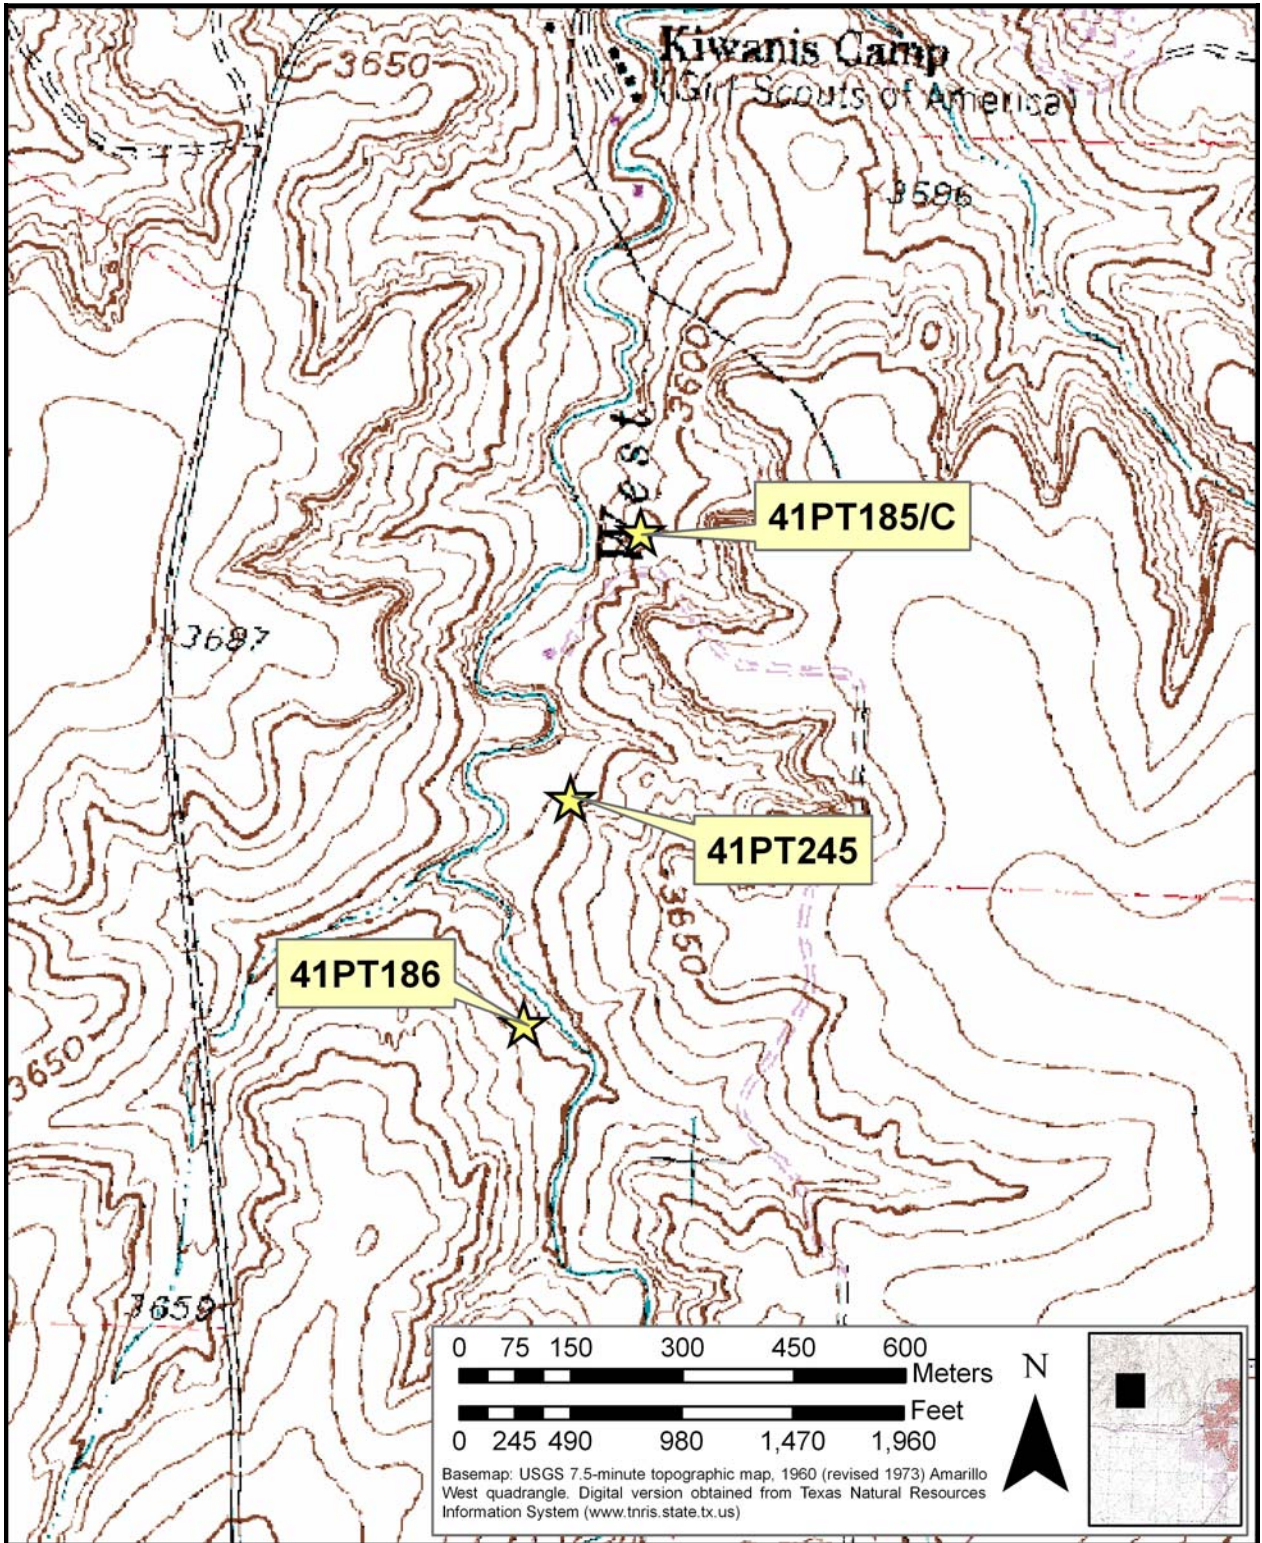 3650
Kiwanis Camp
(Girl Scouts of America)
3596
3600
West
41PT185/C
3687
41PT245
3650
41PT186
3650
3659
0 75 150 300 450 600
Meters
Feet
0 245 490 980 1,470 1,960
N
Basemap: USGS 7.5-minute topographic map, 1960 (revised 1973) Amarillo
West quadrangle. Digital version obtained from Texas Natural Resources
Information System (www.tnris.state.tx.us)